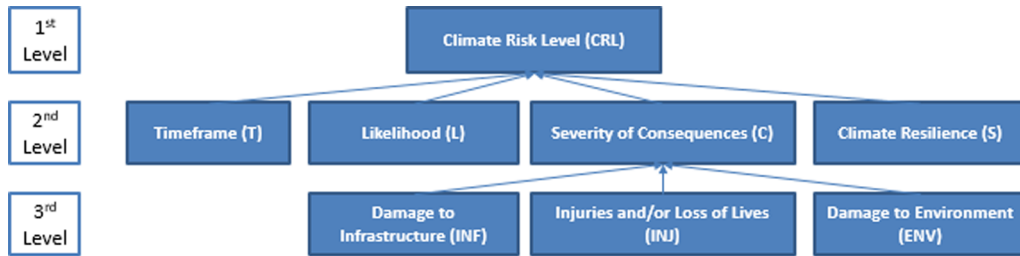 1st
Level
Climate Risk Level (CRL)
2nd
Level
Timeframe (T)
Likelihood (L)
Severity of Consequences (C)
Climate Resilience (S)
3rd
Level
Damage to
Infrastructure (INF)
Injuries and/or Loss of Lives
(INJ)
Damage to Environment
(ENV)